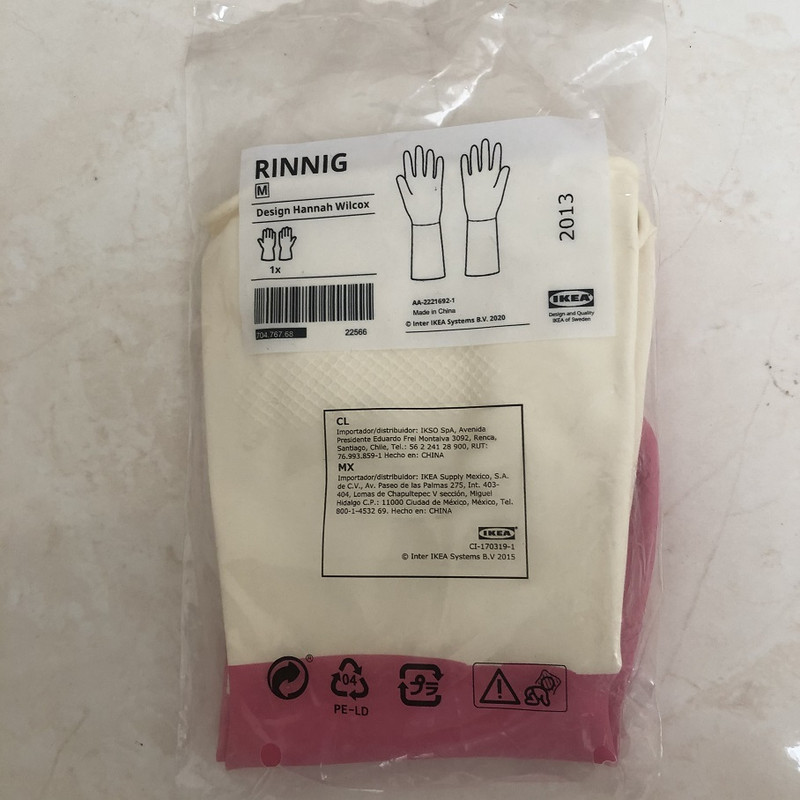 RINNIG
M
Design Hannah Wilcox
1x
704.767.68
22566
2013
AA-2221692-1
Made in China
© Inter IKEA Systems B.V. 2020
IKEA
Design and Quality
IKEA of Sweden
CL
Importador/distribuidor: IKSO SpA, Avenida
Presidente Eduardo Frei Montalva 3092, Renca,
Santiago, Chile, Tel.: 56 2 241 28 900, RUT:
76.993.859-1 Hecho en: CHINA
MX
Importador/distribuidor: IKEA Supply Mexico, S.A.
de C.V., Av. Paseo de las Palmas 275, Int. 403-
404, Lomas de Chapultepec V sección, Miguel
Hidalgo C.P.: 11000 Ciudad de México, México, Tel.
800-1-4532 69. Hecho en: CHINA
IKEA®
CI-170319-1
© Inter IKEA Systems B.V 2015
®
04
PE-LD
プラ